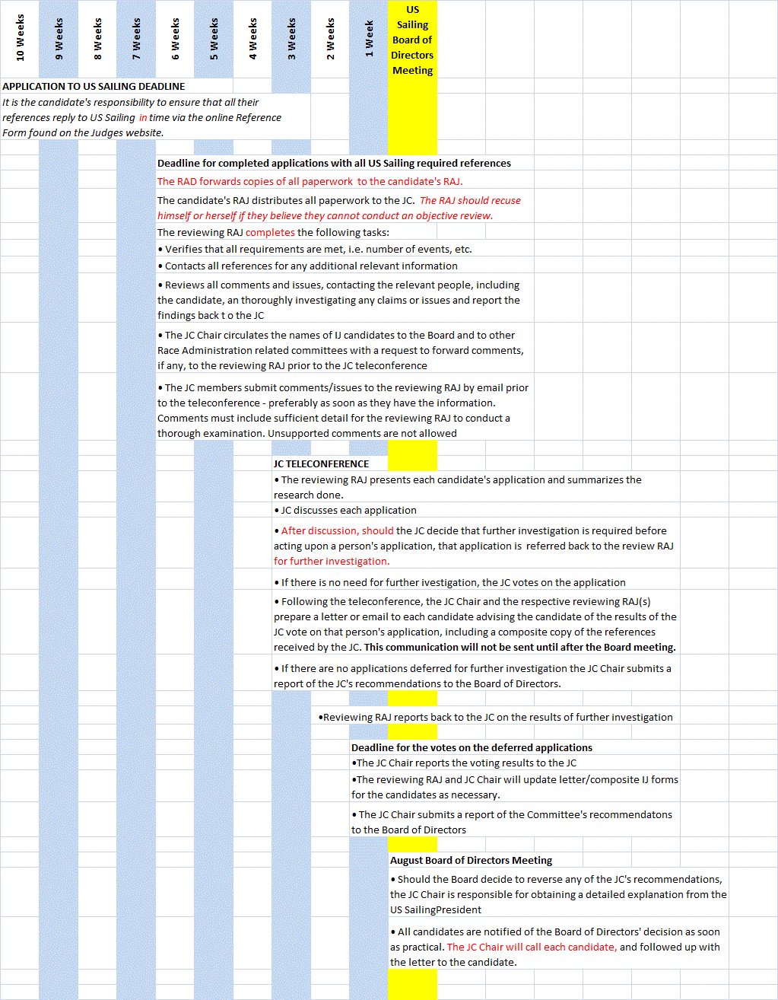 10 Weeks
9 Weeks
8 Weeks
7 Weeks
6 Weeks
5 Weeks
4 Weeks
3 Weeks
2 Weeks
1 Week
US
Sailing
Board of
Directors
Meeting
APPLICATION TO US SAILING DEADLINE
It is the candidate's responsibility to ensure that all their
references reply to US Sailing in time via the online Reference
Form found on the Judges website.
Deadline for completed applications with all US Sailing required references
The RAD forwards copies of all paperwork to the candidate's RAJ.
The candidate's RAJ distributes all paperwork to the JC. The RAJ should recuse
himself or herself if they believe they cannot conduct an objective review.
The reviewing RAJ completes the following tasks:
• Verifies that all requirements are met, i.e. number of events, etc.
• Contacts all references for any additional relevant information
• Reviews all comments and issues, contacting the relevant people, including
the candidate, an thoroughly investigating any claims or issues and report the
findings back t o the JC
• The JC Chair circulates the names of IJ candidates to the Board and to other
Race Administration related committees with a request to forward comments,
if any, to the reviewing RAJ prior to the JC teleconference
• The JC members submit comments/issues to the reviewing RAJ by email prior
to the teleconference - preferably as soon as they have the information.
Comments must include sufficient detail for the reviewing RAJ to conduct a
thorough examination. Unsupported comments are not allowed
JC TELECONFERENCE
• The reviewing RAJ presents each candidate's application and summarizes the
research done.
• JC discusses each application
• After discussion, should the JC decide that further investigation is required before
acting upon a person's application, that application is referred back to the review RAJ
for further investigation.
• If there is no need for further ivestigation, the JC votes on the application
• Following the teleconference, the JC Chair and the respective reviewing RAJ(s)
prepare a letter or email to each candidate advising the candidate of the results of the
JC vote on that person's application, including a composite copy of the references
received by the JC. This communication will not be sent until after the Board meeting.
• If there are no applications deferred for further investigation the JC Chair submits a
report of the JC's recommendations to the Board of Directors.
•Reviewing RAJ reports back to the JC on the results of further investigation
Deadline for the votes on the deferred applications
•The JC Chair reports the voting results to the JC
•The reviewing RAJ and JC Chair will update letter/composite IJ forms
for the candidates as necessary.
• The JC Chair submits a report of the Committee's recommendatons
to the Board of Directors
August Board of Directors Meeting
• Should the Board decide to reverse any of the JC's recommendations,
the JC Chair is responsible for obtaining a detailed explanation from the
US SailingPresident
• All candidates are notified of the Board of Directors' decision as soon
as practical. The JC Chair will call each candidate, and followed up with
the letter to the candidate.